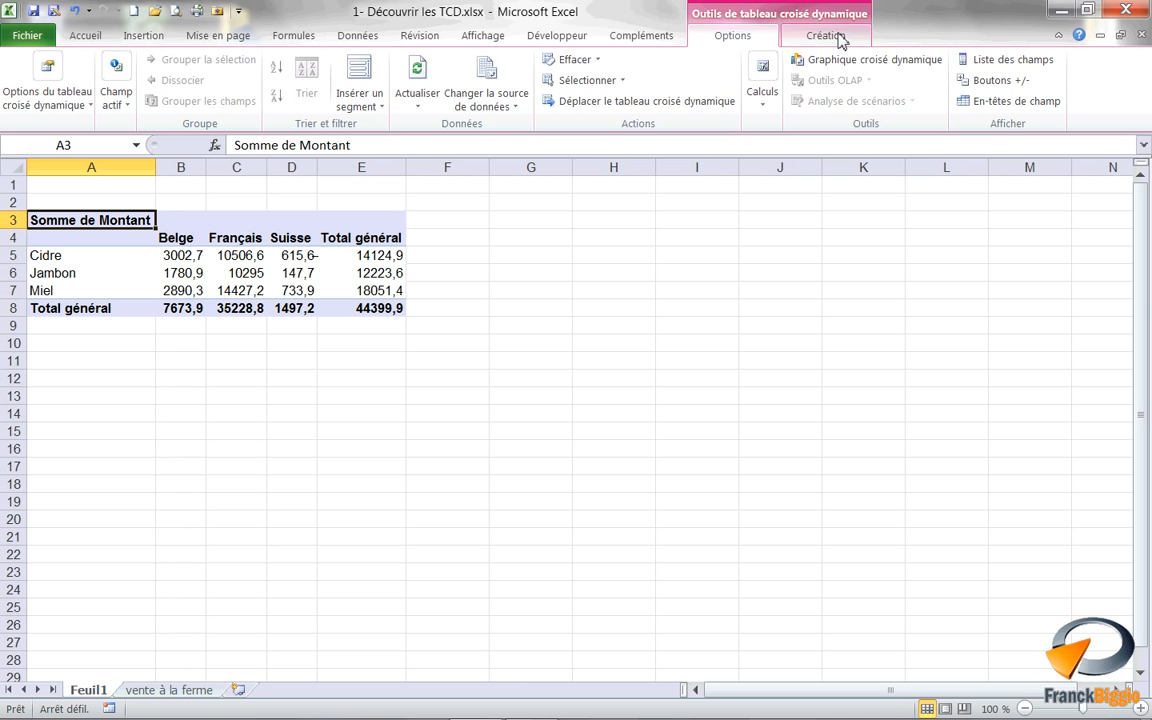 1- Découvrir les TCD.xlsx - Microsoft Excel
Outils de tableau croisé dynamique
Fichier Accueil Insertion Mise en page Formules Données Révision Affichage Développeur Compléments Options Création
Options du tableau croisé dynamique
Champ actif
Grouper la sélection
Dissocier
Grouper les champs
Groupe
Trier
Insérer un segment
Trier et filtrer
Actualiser
Changer la source de données
Données
Effacer
Sélectionner
Déplacer le tableau croisé dynamique
Actions
Calculs
Graphique croisé dynamique
Outils OLAP
Analyse de scénarios
Outils
Liste des champs
Boutons +/-
En-têtes de champ
Afficher
A3 fx Somme de Montant
A B C D E F G H I J K L M N
1
2
3 Somme de Montant
4 Belge Français Suisse Total général
5 Cidre 3002,7 10506,6 615,6 14124,9
6 Jambon 1780,9 10295 147,7 12223,6
7 Miel 2890,3 14427,2 733,9 18051,4
8 Total général 7673,9 35228,8 1497,2 44399,9
9
10
11
12
13
14
15
16
17
18
19
20
21
22
23
24
25
26
27
28
29
Feuil1 vente à la ferme
Prêt Arrêt défil. 100 %
FranckBiggio